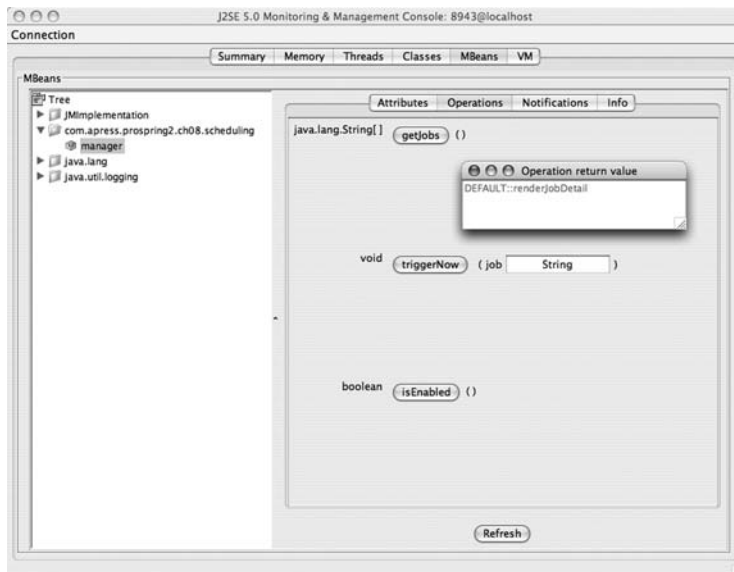 J2SE 5.0 Monitoring & Management Console: 8943@localhost
Connection
Summary Memory Threads Classes MBeans VM
MBeans
Tree
JMImplementation
com.apress.prospring2.ch08.scheduling
manager
java.lang
java.util.logging
Attributes Operations Notifications Info
java.lang.String[ ] getJobs ()
Operation return value
DEFAULT::renderJobDetail
void triggerNow ( job String )
boolean isEnabled ()
Refresh